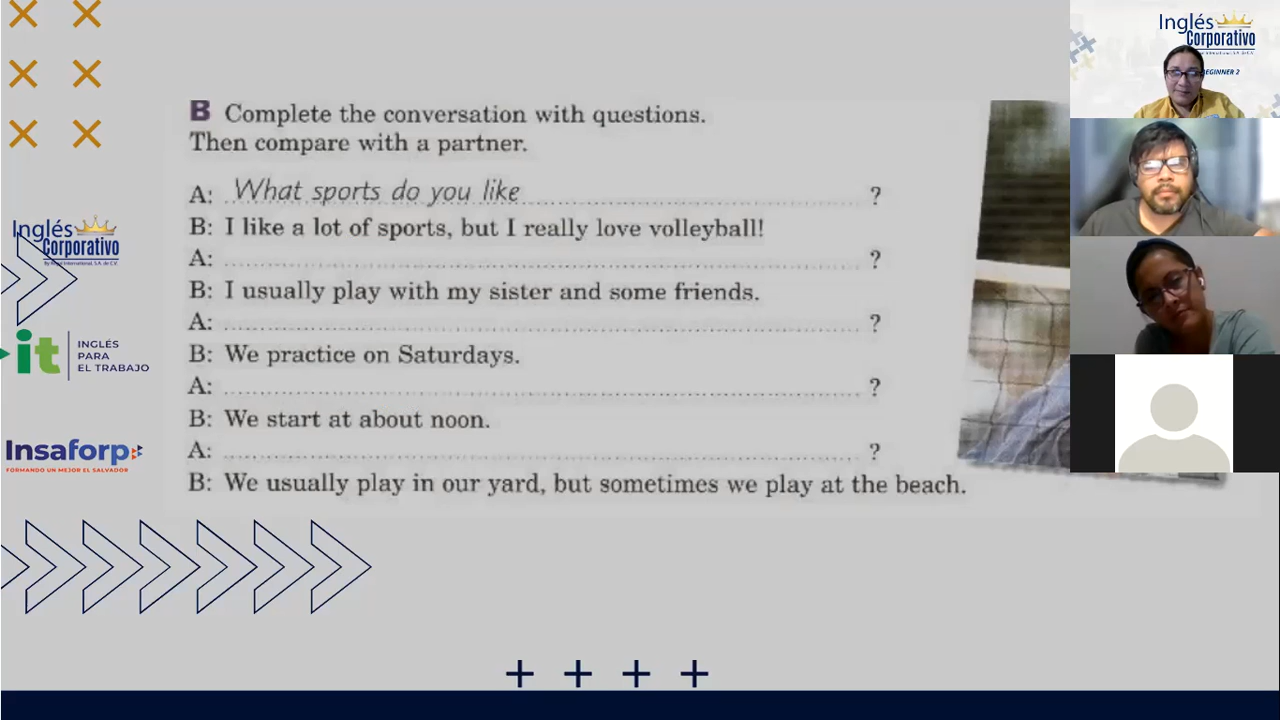 B Complete the conversation with questions.
Then compare with a partner.
A: What sports do you like ?
B: I like a lot of sports, but I really love volleyball!
A: ?
B: I usually play with my sister and some friends.
A: ?
B: We practice on Saturdays.
A: ?
B: We start at about noon.
A: ?
B: We usually play in our yard, but sometimes we play at the beach.
Inglés
Corporativo
it INGLÉS
PARA
EL TRABAJO
Insaforp
FORMANDO UN MEJOR EL SALVADOR
Inglés
Corporativo
EGINNER 2